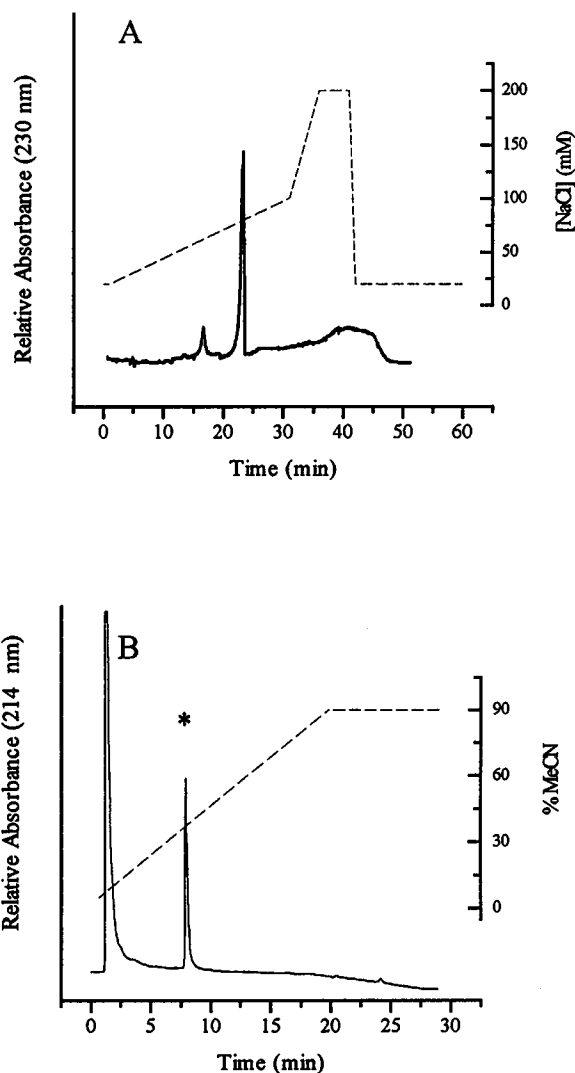 A
Relative Absorbance (230 nm)
200
150
100
50
0
[NaCl] (mM)
0 10 20 30 40 50 60
Time (min)
B
*
Relative Absorbance (214 nm)
90
60
30
0
%MeCN
0 5 10 15 20 25 30
Time (min)